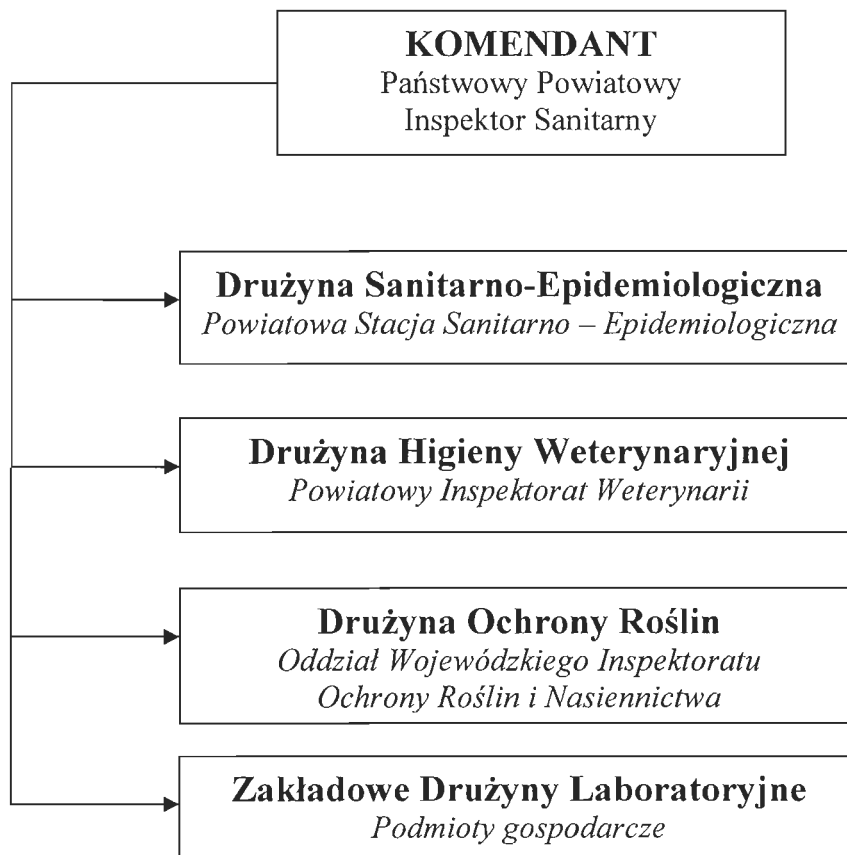 KOMENDANT
Państwowy Powiatowy
Inspektor Sanitarny
Drużyna Sanitarno-Epidemiologiczna
Powiatowa Stacja Sanitarno – Epidemiologiczna
Drużyna Higieny Weterynaryjnej
Powiatowy Inspektorat Weterynarii
Drużyna Ochrony Roślin
Oddział Wojewódzkiego Inspektoratu
Ochrony Roślin i Nasiennictwa
Zakładowe Drużyny Laboratoryjne
Podmioty gospodarcze